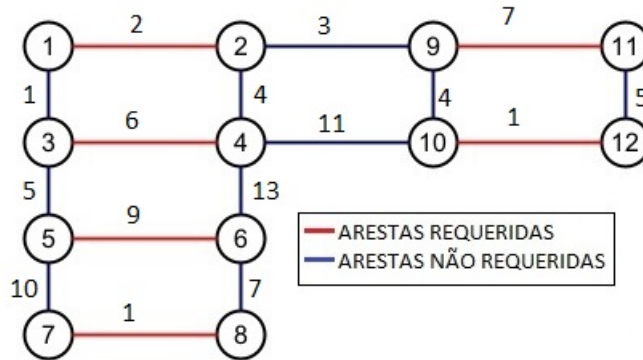 2 3 7
1 2 9 11
1 4 4 5
6 11 1
3 4 10 12
5 13
9
5 6
10 7
1
7 8
ARESTAS REQUERIDAS
ARESTAS NÃO REQUERIDAS